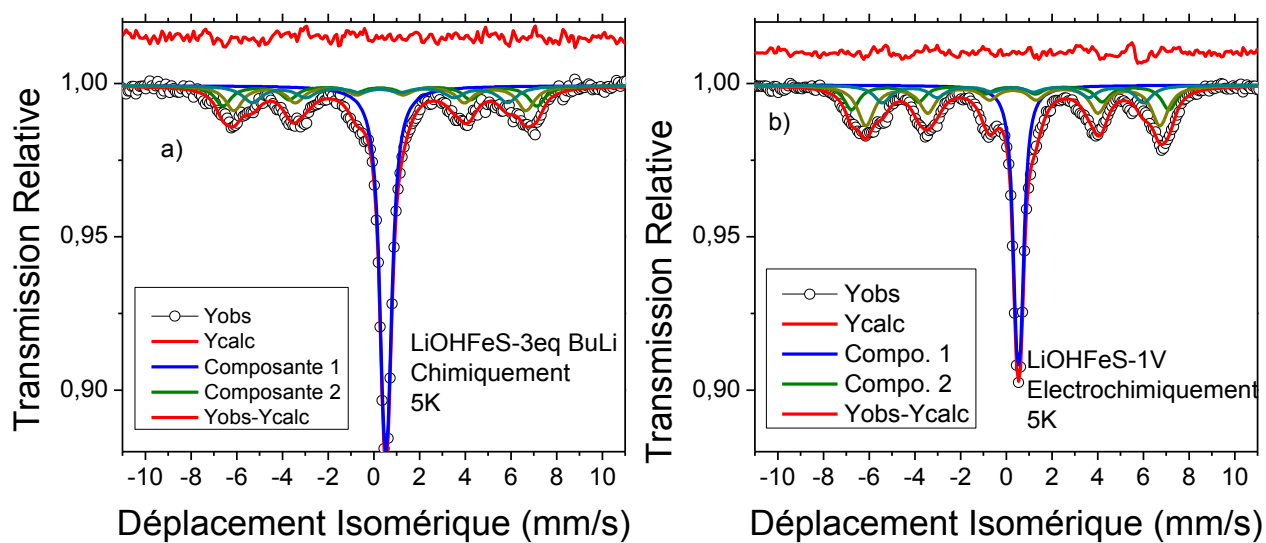 Transmission Relative
1,00
0,95
0,90
a)
Yobs
Ycalc
Composante 1
Composante 2
Yobs-Ycalc
LiOHFeS-3eq BuLi
Chimiquement
5K
-10 -8 -6 -4 -2 0 2 4 6 8 10
Déplacement Isomérique (mm/s)
Transmission Relative
1,00
0,95
0,90
b)
Yobs
Ycalc
Compo. 1
Compo. 2
Yobs-Ycalc
LiOHFeS-1V
Electrochimiquement
5K
-10 -8 -6 -4 -2 0 2 4 6 8 10
Déplacement Isomérique (mm/s)